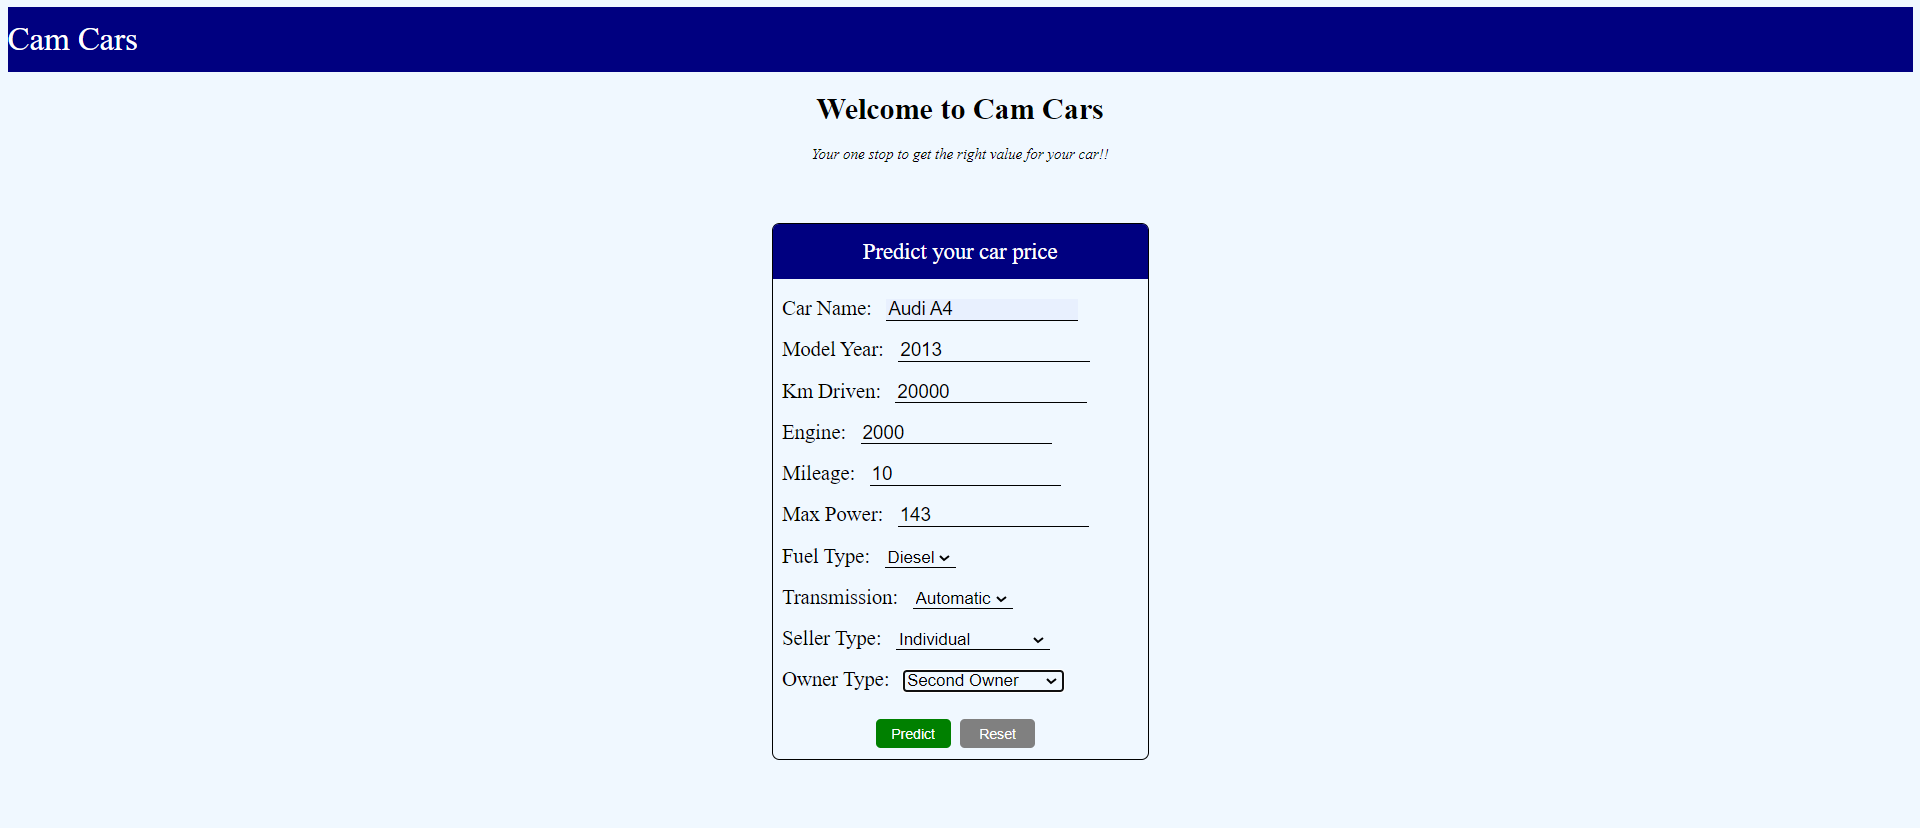 Cam Cars
Welcome to Cam Cars
Your one stop to get the right value for your car!!
Predict your car price
Car Name: Audi A4
Model Year: 2013
Km Driven: 20000
Engine: 2000
Mileage: 10
Max Power: 143
Fuel Type: Diesel
Transmission: Automatic
Seller Type: Individual
Owner Type: Second Owner
Predict Reset